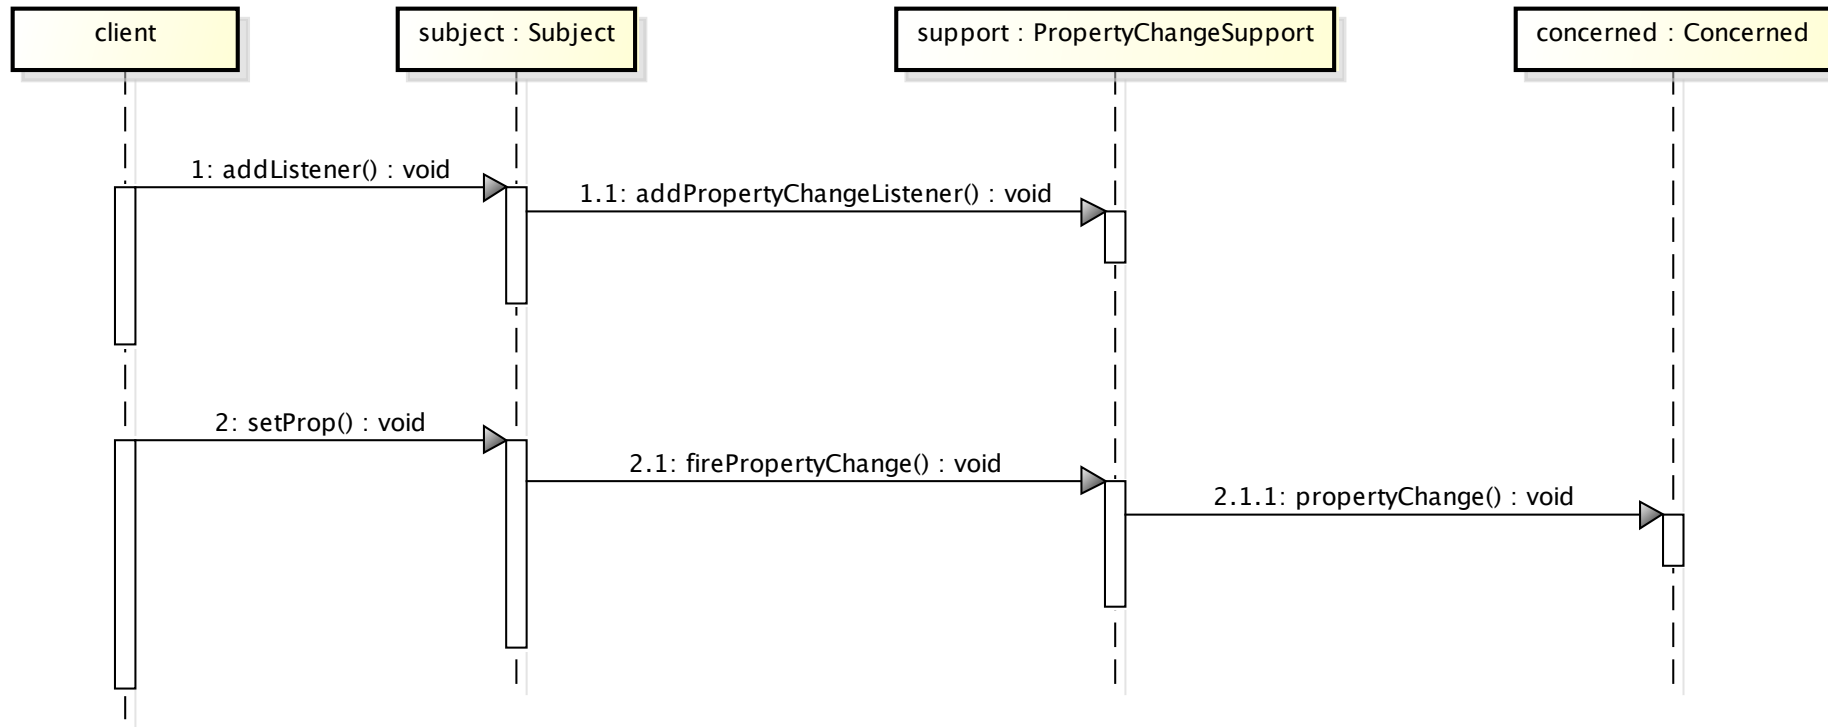 client
subject : Subject
support : PropertyChangeSupport
concerned : Concerned
1: addListener() : void
1.1: addPropertyChangeListener() : void
2: setProp() : void
2.1: firePropertyChange() : void
2.1.1: propertyChange() : void